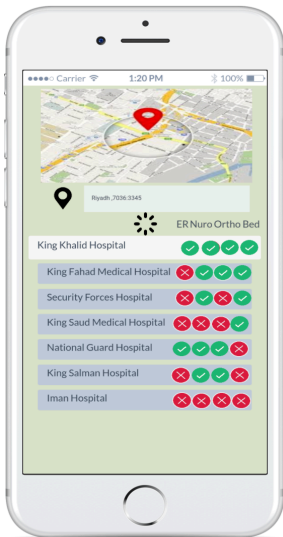 Carrier 1:20 PM 100%
Riyadh ,7036:3345
ER Nuro Ortho Bed
King Khalid Hospital
King Fahad Medical Hospital
Security Forces Hospital
King Saud Medical Hospital
National Guard Hospital
King Salman Hospital
Iman Hospital